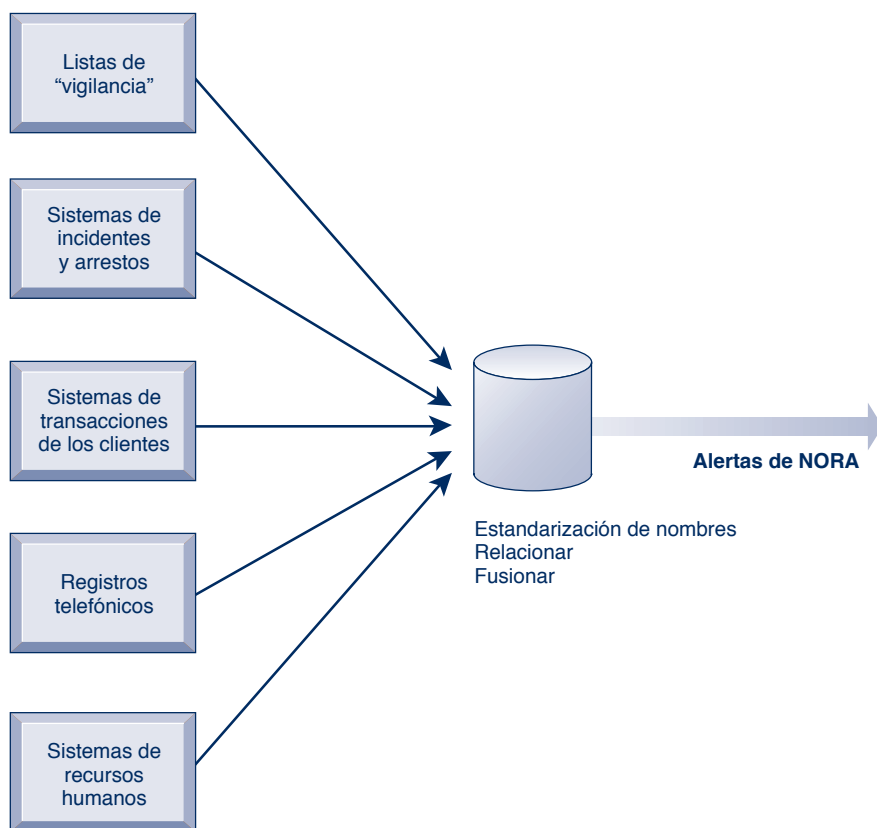 Listas de
“vigilancia”
Sistemas de
incidentes
y arrestos
Sistemas de
transacciones
de los clientes
Alertas de NORA
Estandarización de nombres
Relacionar
Fusionar
Registros
telefónicos
Sistemas de
recursos
humanos